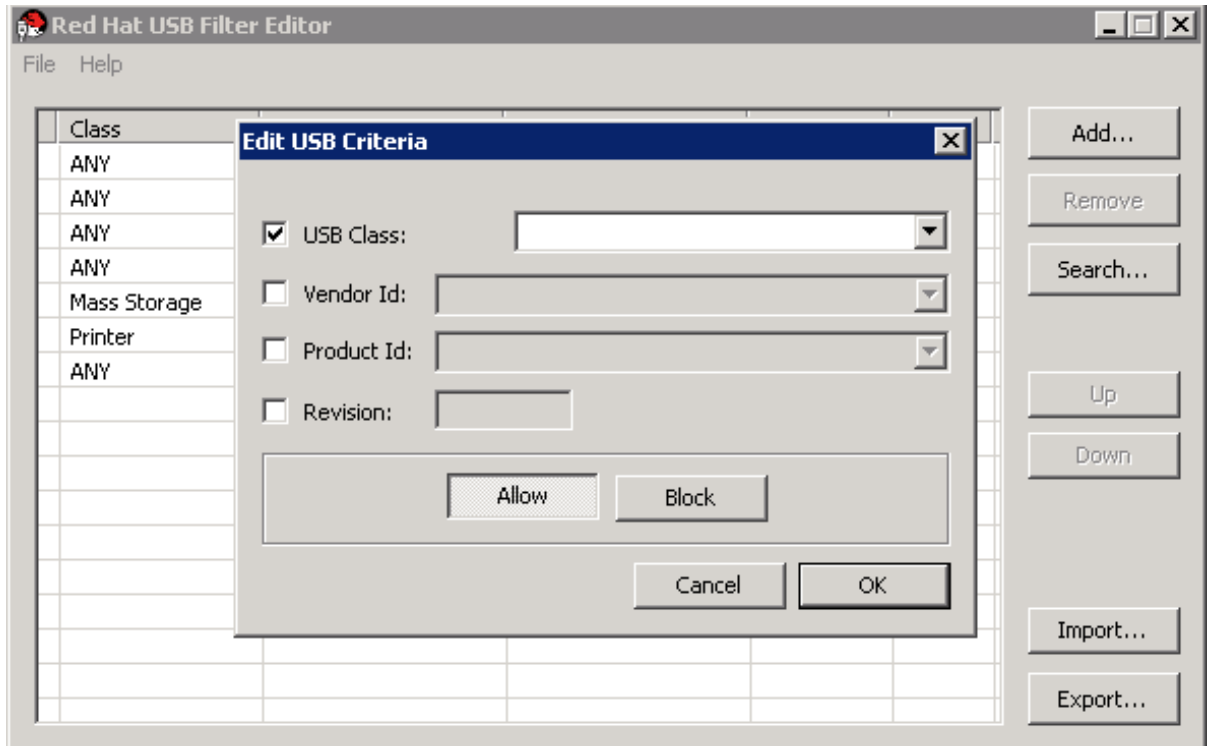 Red Hat USB Filter Editor
File Help
Class
Edit USB Criteria
Add...
ANY
ANY
Remove
ANY
USB Class:
ANY
Search...
Mass Storage
Vendor Id:
Printer
Product Id:
ANY
Up
Revision:
Down
Allow Block
Cancel OK
Import...
Export...